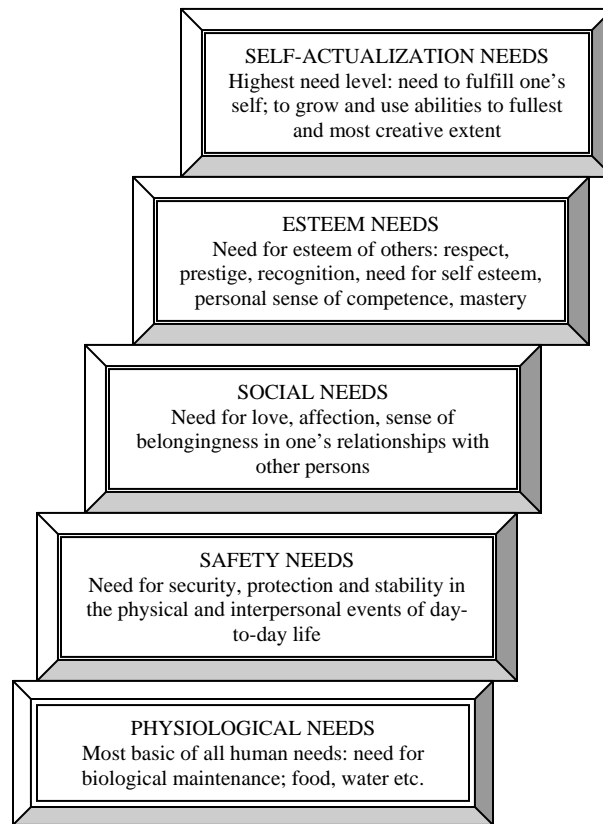 SELF-ACTUALIZATION NEEDS
Highest need level: need to fulfill one's
self; to grow and use abilities to fullest
and most creative extent
ESTEEM NEEDS
Need for esteem of others: respect,
prestige, recognition, need for self esteem,
personal sense of competence, mastery
SOCIAL NEEDS
Need for love, affection, sense of
belongingness in one's relationships with
other persons
SAFETY NEEDS
Need for security, protection and stability in
the physical and interpersonal events of day-
to-day life
PHYSIOLOGICAL NEEDS
Most basic of all human needs: need for
biological maintenance; food, water etc.